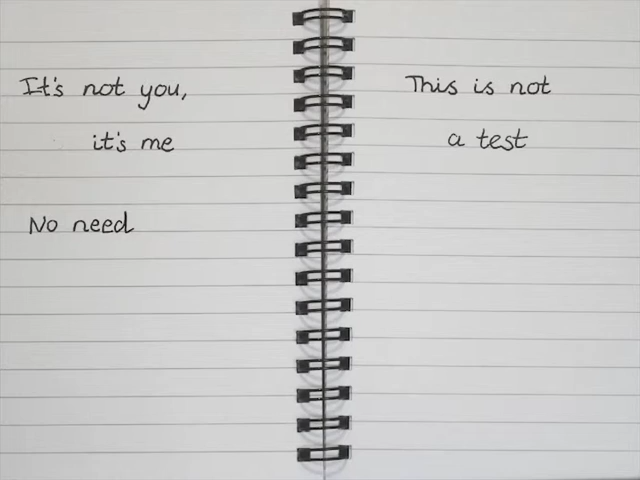 It's not you,
it's me
No need
This is not
a test